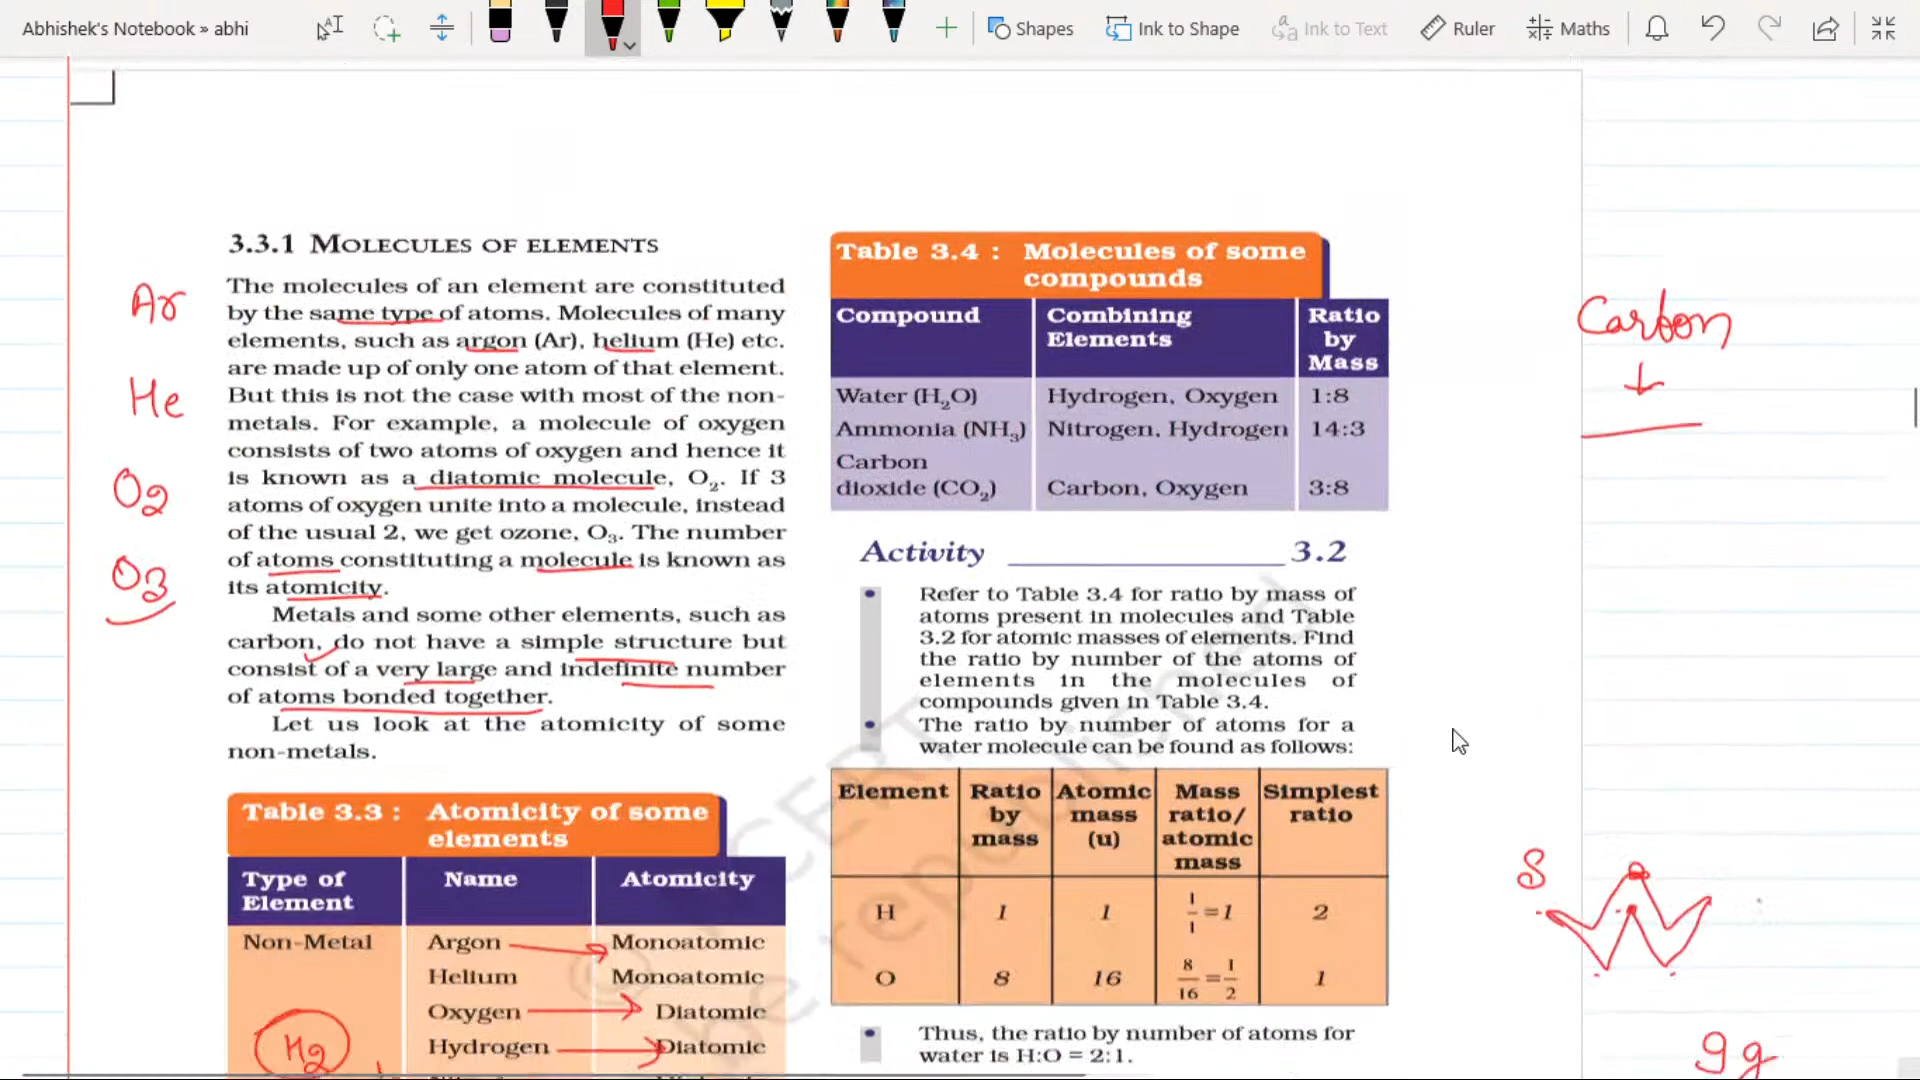 Abhishek's Notebook » abhi
Shapes
Ink to Shape
Ink to Text
Ruler
Maths
3.3.1 MOLECULES OF ELEMENTS
The molecules of an element are constituted
by the same type of atoms. Molecules of many
elements, such as argon (Ar), helium (He) etc.
are made up of only one atom of that element.
But this is not the case with most of the non-
metals. For example, a molecule of oxygen
consists of two atoms of oxygen and hence it
is known as a diatomic molecule, O₂. If 3
atoms of oxygen unite into a molecule, instead
of the usual 2, we get ozone, O₃. The number
of atoms constituting a molecule is known as
its atomicity.
Metals and some other elements, such as
carbon, do not have a simple structure but
consist of a very large and indefinite number
of atoms bonded together.
Let us look at the atomicity of some
non-metals.
Ar
He
O2
O3
Table 3.3 : Atomicity of some
elements
Type of Element | Name | Atomicity
Non-Metal | Argon | Monoatomic
Helium | Monoatomic
Oxygen | Diatomic
Hydrogen | Diatomic
H2
Table 3.4 : Molecules of some
compounds
Compound | Combining Elements | Ratio by Mass
Water (H₂O) | Hydrogen, Oxygen | 1:8
Ammonia (NH₃) | Nitrogen, Hydrogen | 14:3
Carbon
dioxide (CO₂) | Carbon, Oxygen | 3:8
Activity 3.2
• Refer to Table 3.4 for ratio by mass of
atoms present in molecules and Table
3.2 for atomic masses of elements. Find
the ratio by number of the atoms of
elements in the molecules of
compounds given in Table 3.4.
• The ratio by number of atoms for a
water molecule can be found as follows:
Element | Ratio by mass | Atomic mass (u) | Mass ratio/ atomic mass | Simplest ratio
H | 1 | 1 | 1/1 = 1 | 2
O | 8 | 16 | 8/16 = 1/2 | 1
• Thus, the ratio by number of atoms for
water is H:O = 2:1.
Carbon
S
9g